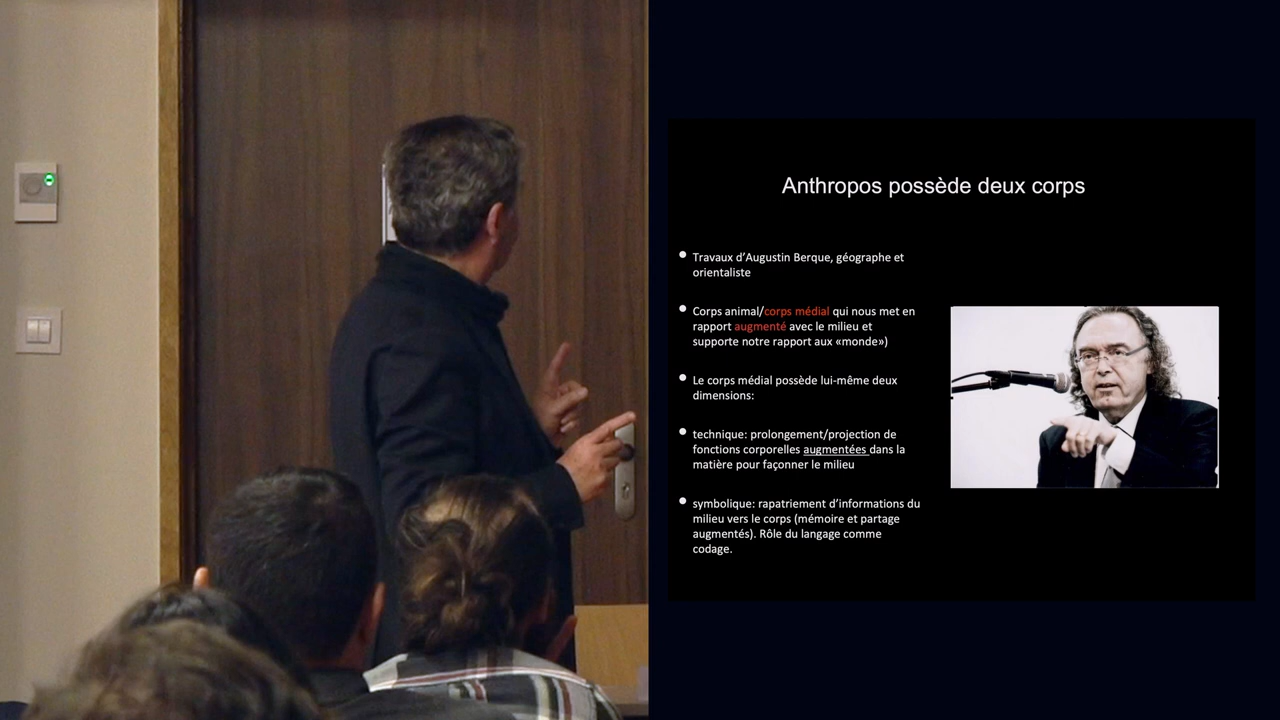 Anthropos possède deux corps
Travaux d’Augustin Berque, géographe et
orientaliste
Corps animal/corps médial qui nous met en
rapport augmenté avec le milieu et
supporte notre rapport aux «monde»)
Le corps médial possède lui-même deux
dimensions:
technique: prolongement/projection de
fonctions corporelles augmentées dans la
matière pour façonner le milieu
symbolique: rapatriement d’informations du
milieu vers le corps (mémoire et partage
augmentés). Rôle du langage comme
codage.